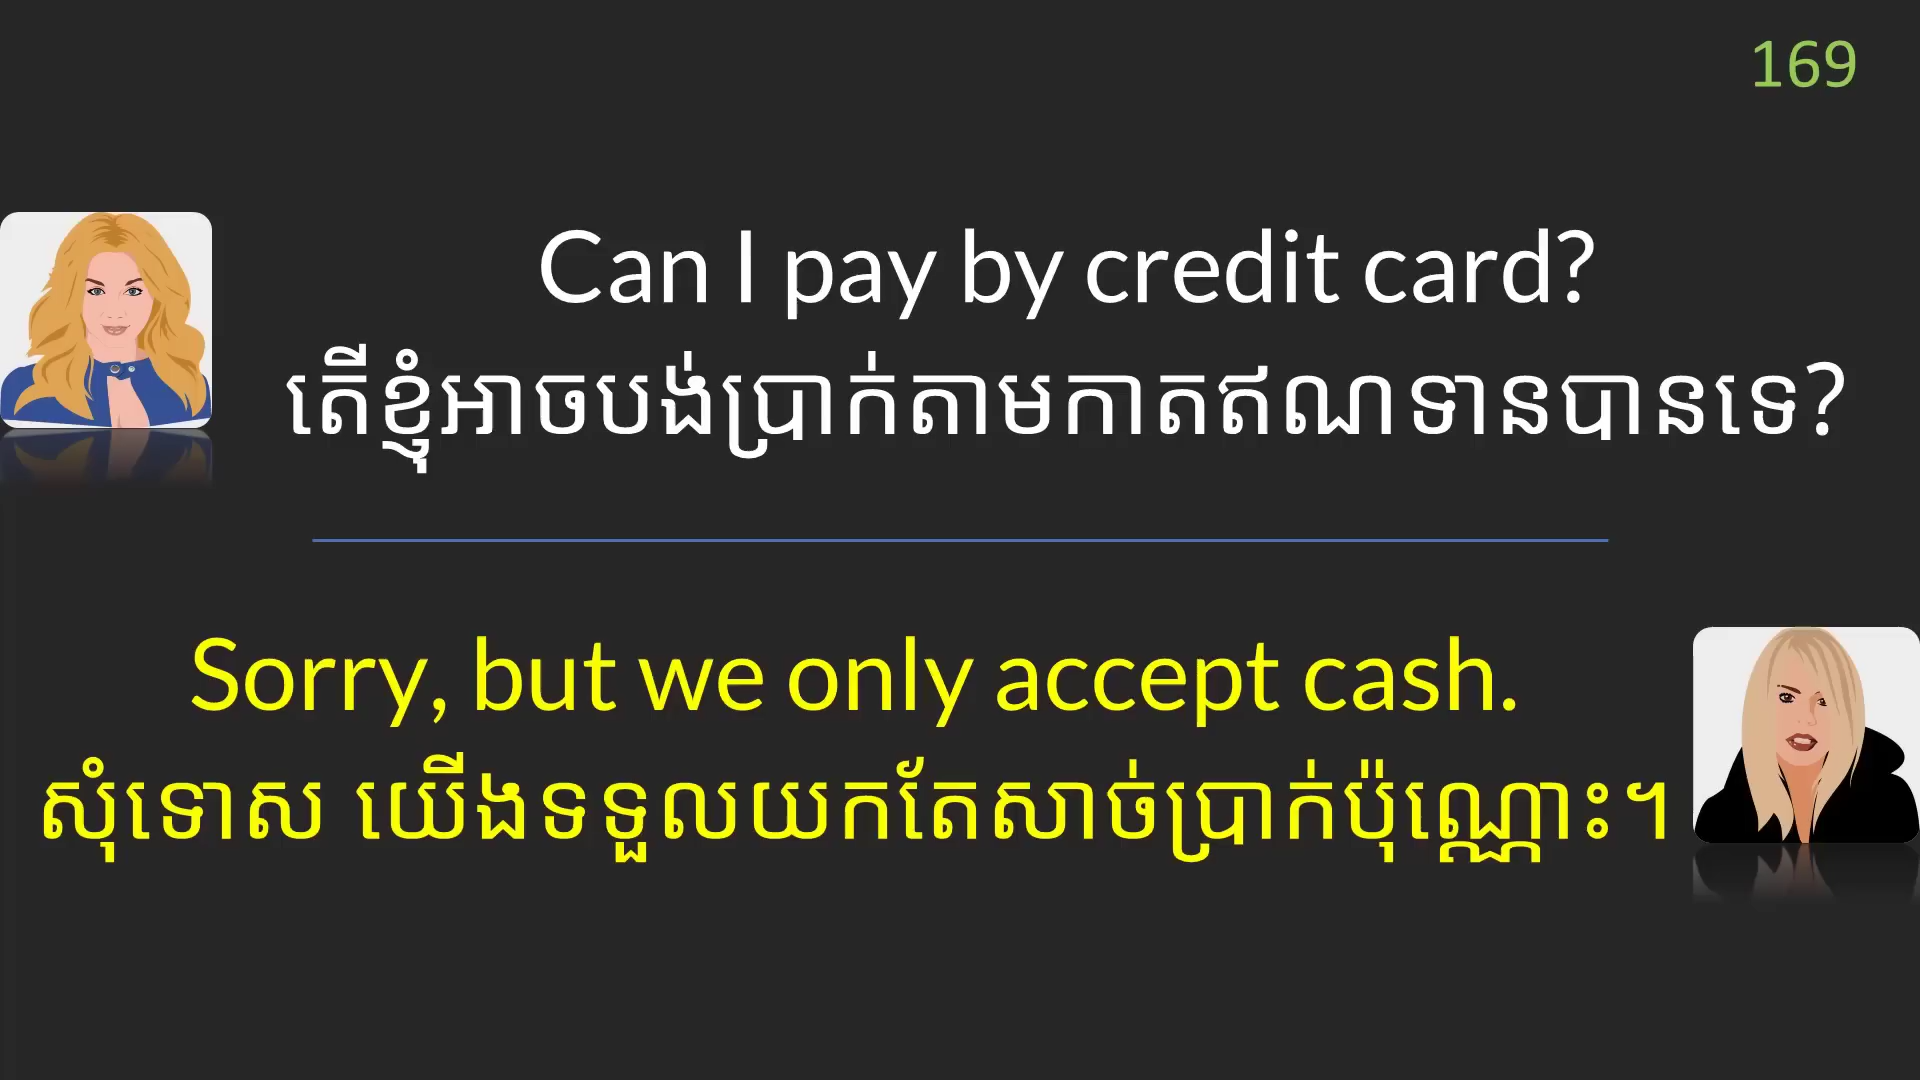 169
Can I pay by credit card?
តើខ្ញុំអាចបង់ប្រាក់តាមកាតឥណទានបានទេ?
Sorry, but we only accept cash.
សុំទោស យើងទទួលយកតែសាច់ប្រាក់ប៉ុណ្ណោះ។